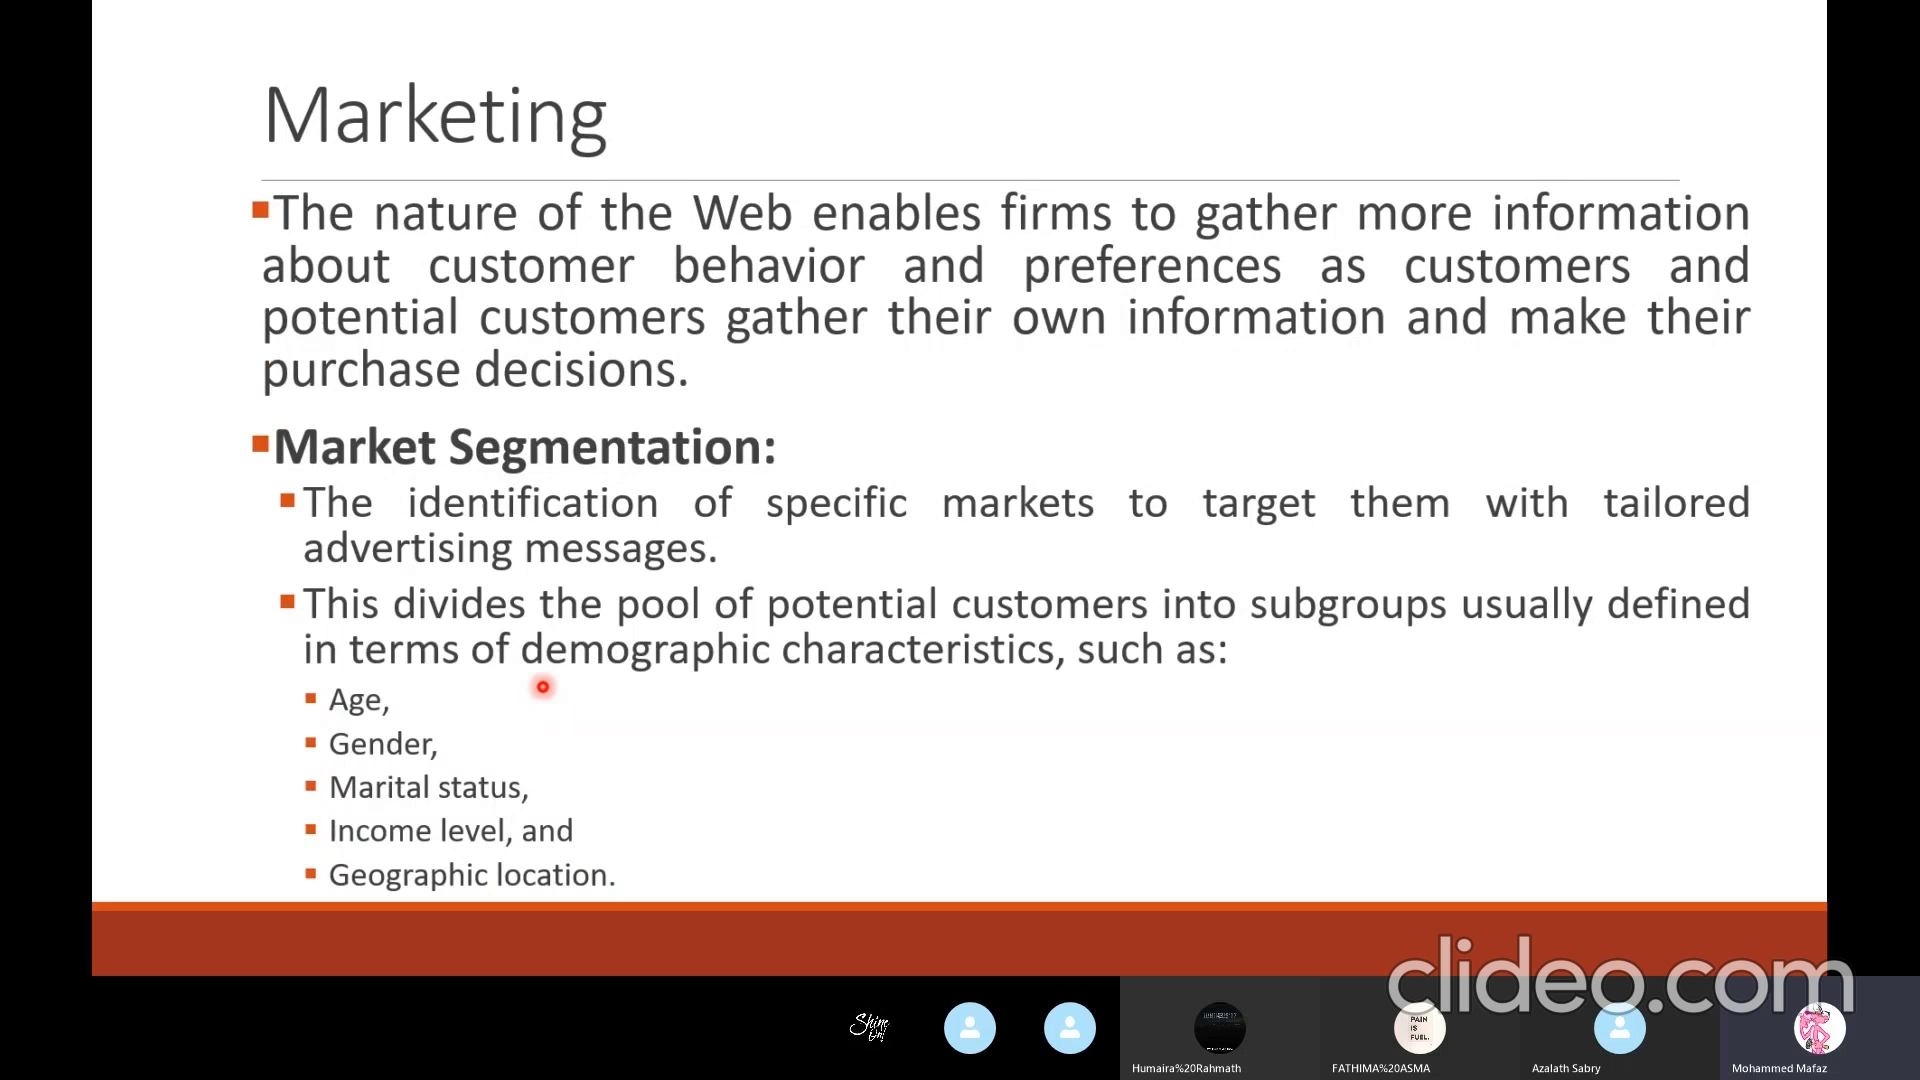 Marketing
The nature of the Web enables firms to gather more information
about customer behavior and preferences as customers and
potential customers gather their own information and make their
purchase decisions.
Market Segmentation:
The identification of specific markets to target them with tailored
advertising messages.
This divides the pool of potential customers into subgroups usually defined
in terms of demographic characteristics, such as:
Age,
Gender,
Marital status,
Income level, and
Geographic location.
clideo.com
Shine
PAIN
IS
FUEL.
Humaira%20Rahmath
FATHIMA%20ASMA
Azalath Sabry
Mohammed Mafaz